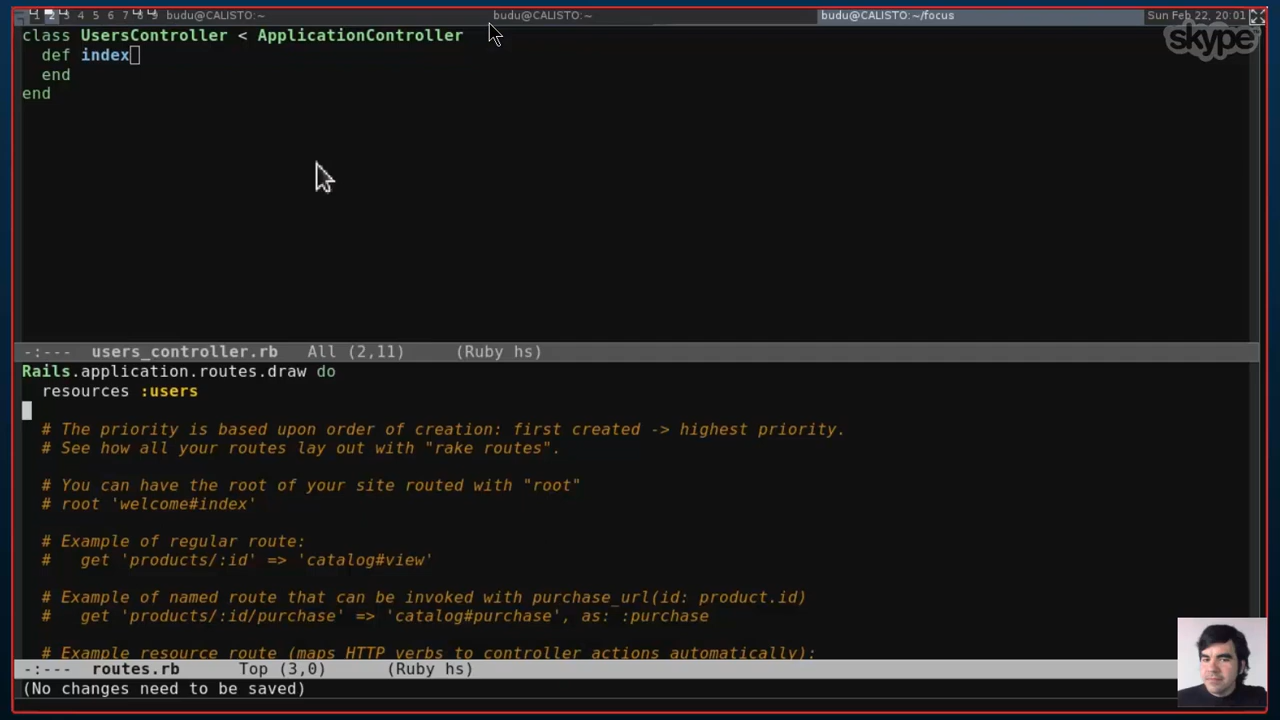 1 2 3 4 5 6 7 8 9 budu@CALISTO:~ budu@CALISTO:~ budu@CALISTO:~/focus Sun Feb 22, 20:01
skype
class UsersController < ApplicationController
  def index
  end
end
-:--- users_controller.rb All (2,11) (Ruby hs)
Rails.application.routes.draw do
  resources :users
  # The priority is based upon order of creation: first created -> highest priority.
  # See how all your routes lay out with "rake routes".
  # You can have the root of your site routed with "root"
  # root 'welcome#index'
  # Example of regular route:
  #   get 'products/:id' => 'catalog#view'
  # Example of named route that can be invoked with purchase_url(id: product.id)
  #   get 'products/:id/purchase' => 'catalog#purchase', as: :purchase
  # Example resource route (maps HTTP verbs to controller actions automatically):
-:--- routes.rb Top (3,0) (Ruby hs)
(No changes need to be saved)